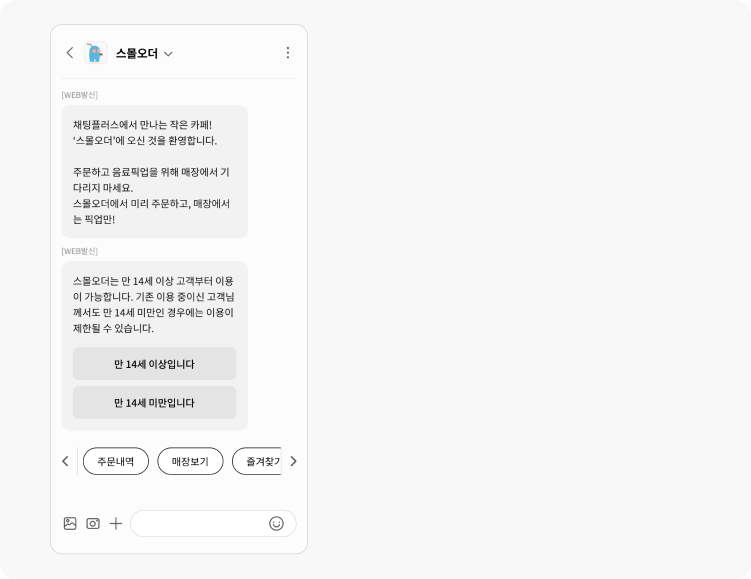 스몰오더
[WEB발신]
채팅플러스에서 만나는 작은 카페!
‘스몰오더’에 오신 것을 환영합니다.
주문하고 음료픽업을 위해 매장에서 기
다리지 마세요.
스몰오더에서 미리 주문하고, 매장에서
는 픽업만!
[WEB발신]
스몰오더는 만 14세 이상 고객부터 이용
이 가능합니다. 기존 이용 중이신 고객님
께서도 만 14세 미만인 경우에는 이용이
제한될 수 있습니다.
만 14세 이상입니다
만 14세 미만입니다
주문내역 매장보기 즐겨찾기